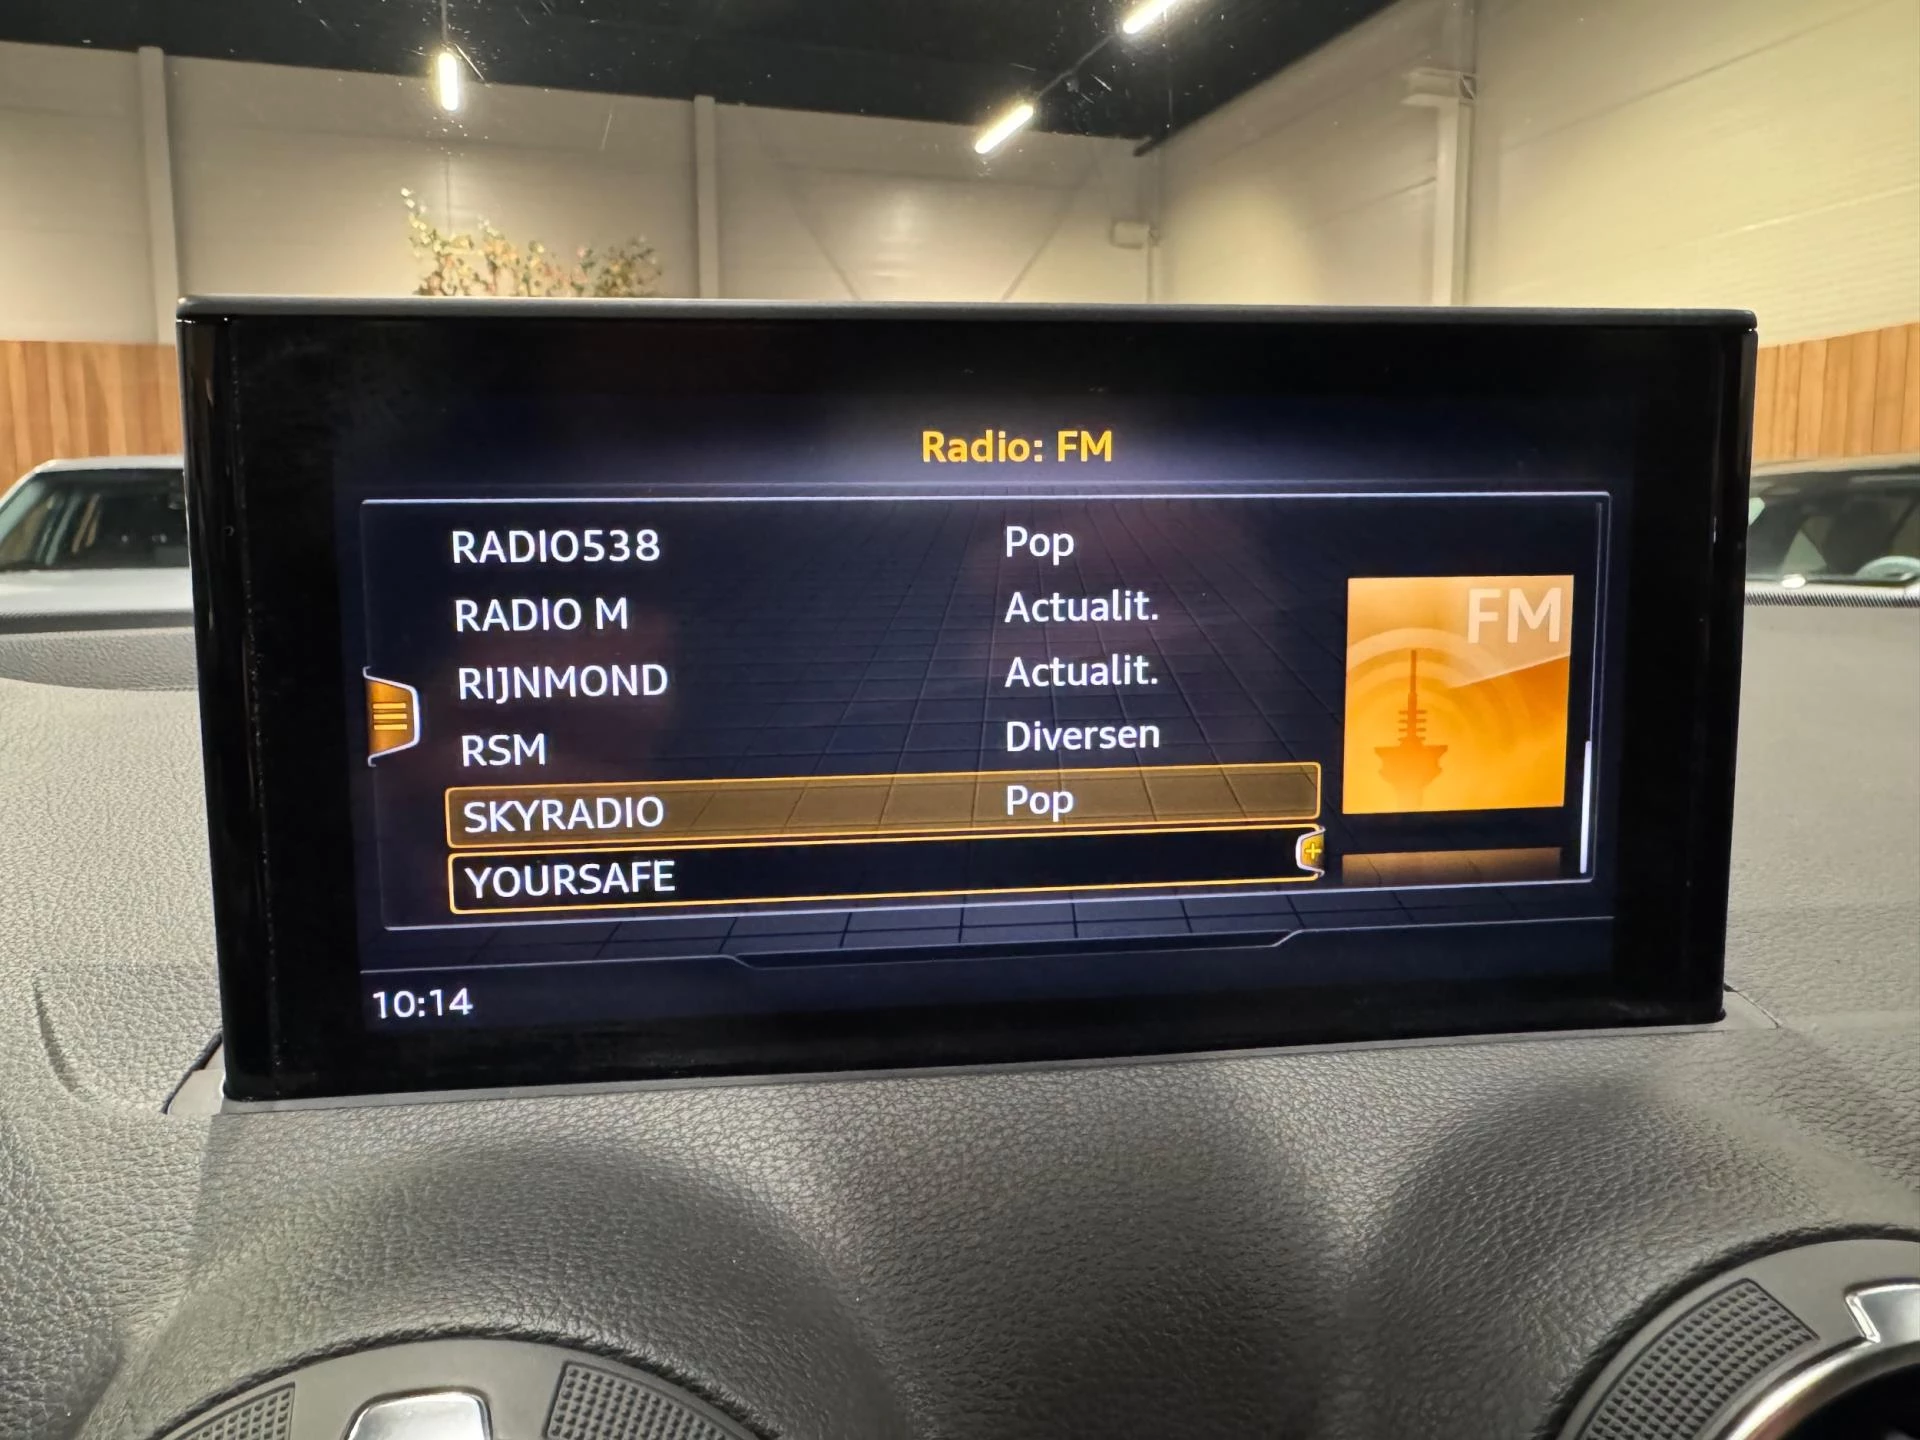 Radio: FM
RADIO538 Pop
RADIO M Actualit.
RIJNMOND Actualit.
RSM Diversen
SKYRADIO Pop
YOURSAFE
FM
10:14